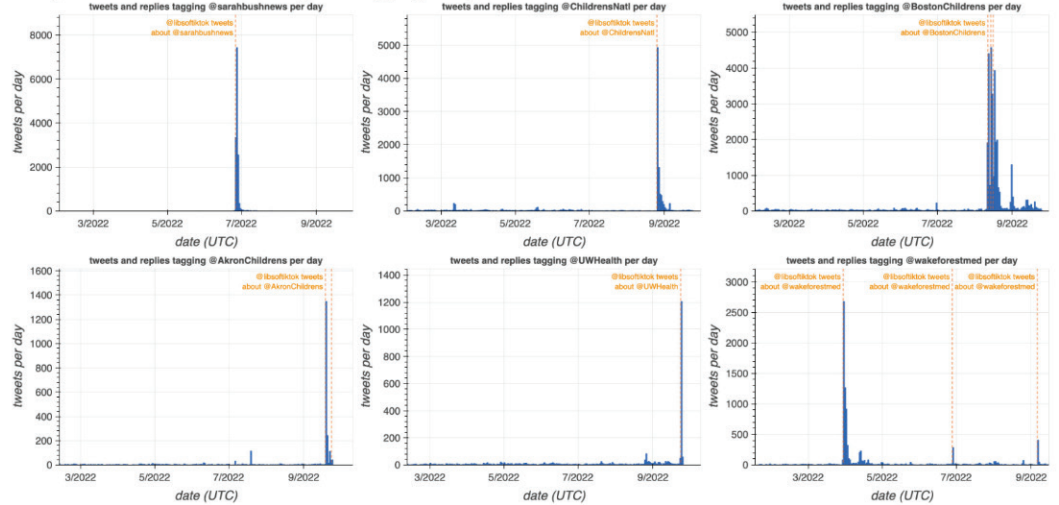 tweets and replies tagging @sarahbushnews per day
@libsoftiktok tweets
about @sarahbushnews
8000
6000
4000
2000
0
tweets per day
3/2022
5/2022
7/2022
9/2022
date (UTC)
tweets and replies tagging @ChildrensNatl per day
@libsoftiktok tweets
about @ChildrensNatl
5000
4000
3000
2000
1000
0
tweets per day
3/2022
5/2022
7/2022
9/2022
date (UTC)
tweets and replies tagging @BostonChildrens per day
@libsoftiktok tweets
about @BostonChildrens
5000
4000
3000
2000
1000
0
tweets per day
3/2022
5/2022
7/2022
9/2022
date (UTC)
tweets and replies tagging @AkronChildrens per day
@libsoftiktok tweets
about @AkronChildrens
1600
1400
1200
1000
800
600
400
200
0
tweets per day
3/2022
5/2022
7/2022
9/2022
date (UTC)
tweets and replies tagging @UWHealth per day
@libsoftiktok tweets
about @UWHealth
1400
1200
1000
800
600
400
200
0
tweets per day
3/2022
5/2022
7/2022
9/2022
date (UTC)
tweets and replies tagging @wakeforestmed per day
@libsoftiktok tweets
about @wakeforestmed
@libsoftiktok tweets
about @wakeforestmed
@libsoftiktok tweets
about @wakeforestmed
3000
2500
2000
1500
1000
500
0
tweets per day
3/2022
5/2022
7/2022
9/2022
date (UTC)